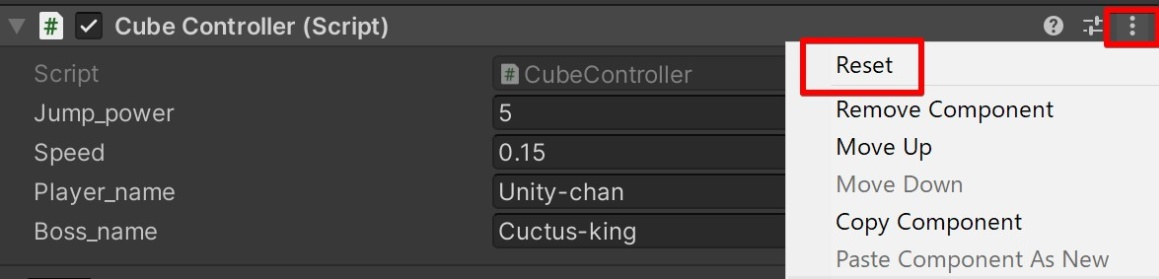 Cube Controller (Script)
Script
CubeController
Jump_power
5
Speed
0.15
Player_name
Unity-chan
Boss_name
Cuctus-king
Reset
Remove Component
Move Up
Move Down
Copy Component
Paste Component As New